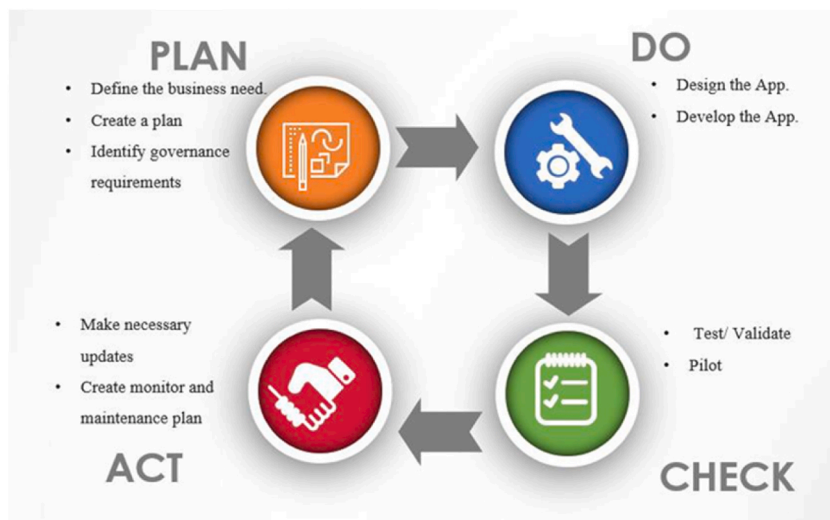 PLAN
• Define the business need.
• Create a plan
• Identify governance
requirements
DO
• Design the App.
• Develop the App.
• Make necessary
updates
• Create monitor and
maintenance plan
ACT
• Test/ Validate
• Pilot
CHECK